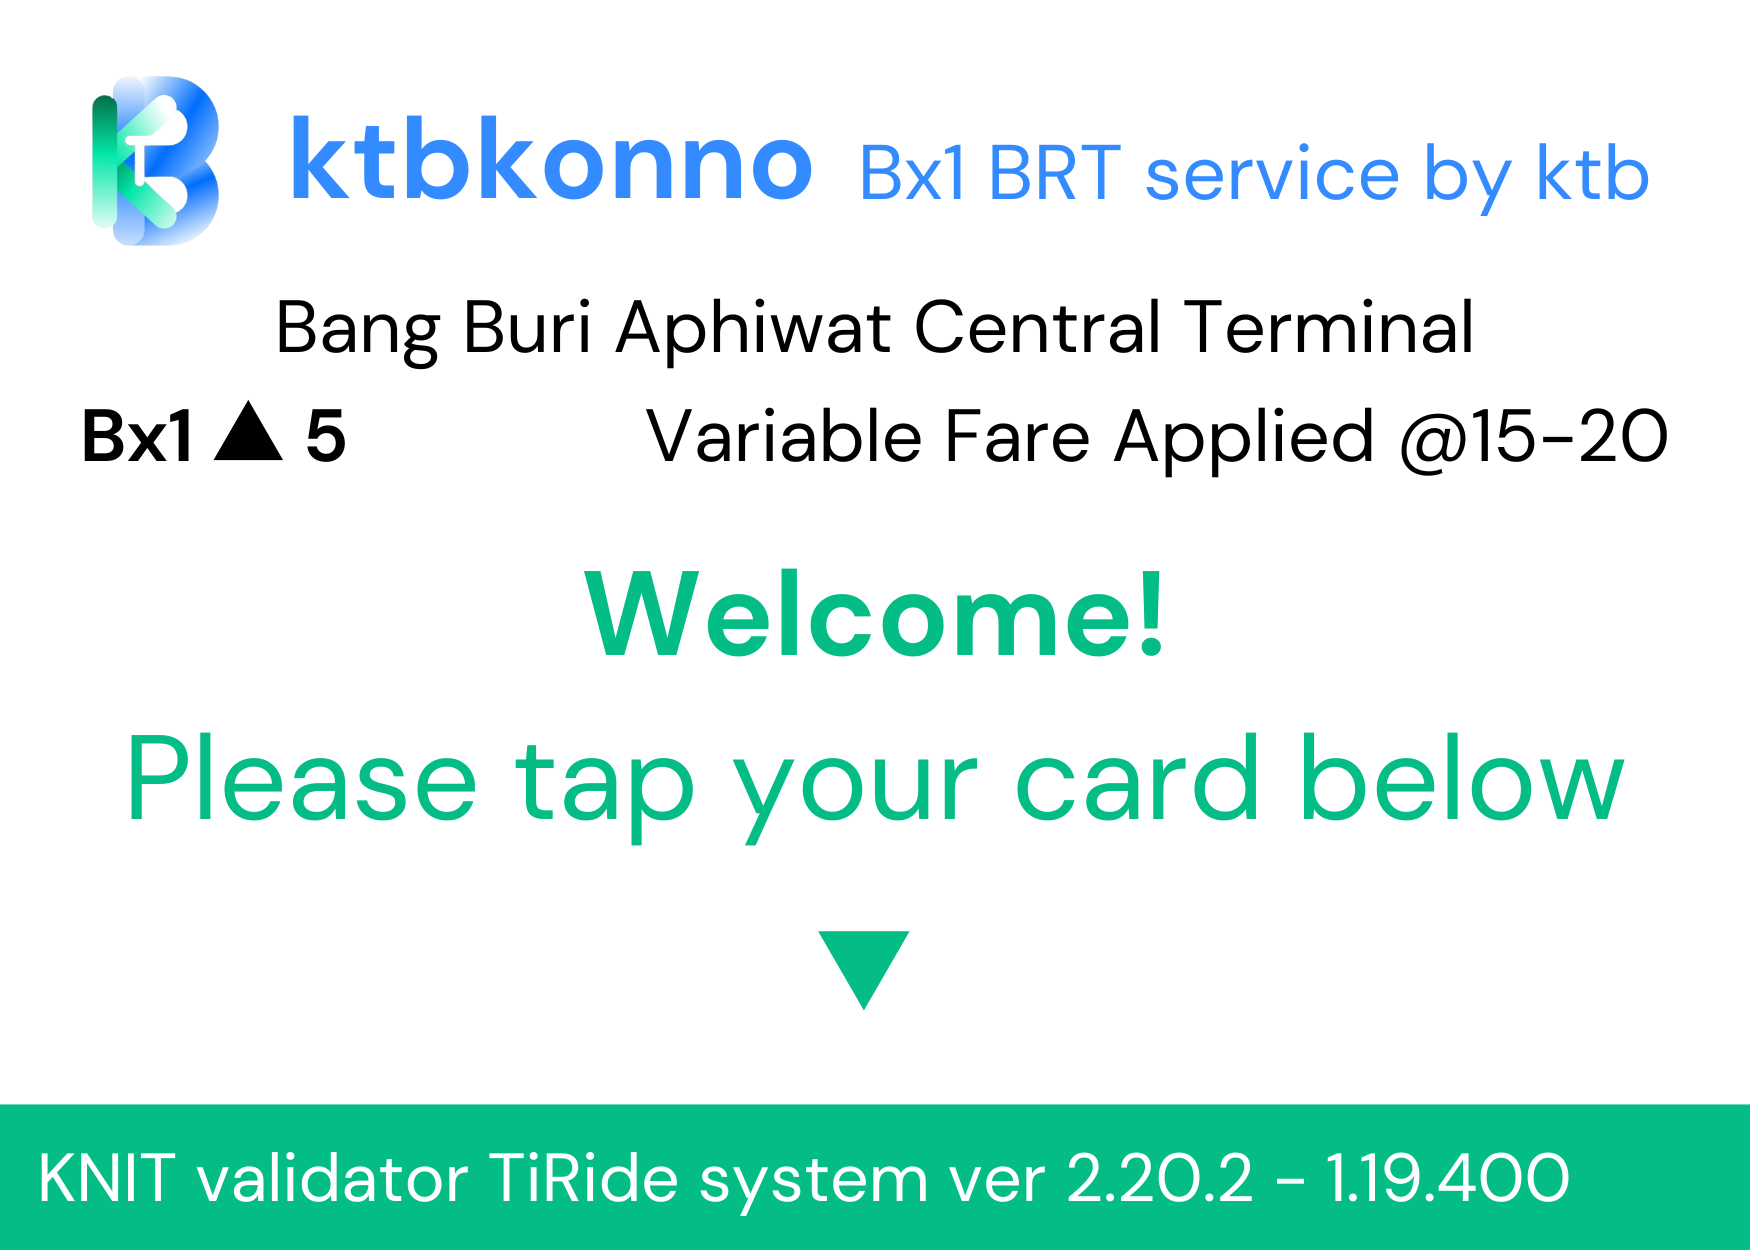 ktbkonno Bx1 BRT service by ktb
Bang Buri Aphiwat Central Terminal
Bx1 ▲ 5 Variable Fare Applied @15-20
Welcome!
Please tap your card below
▼
KNIT validator TiRide system ver 2.20.2 - 1.19.400